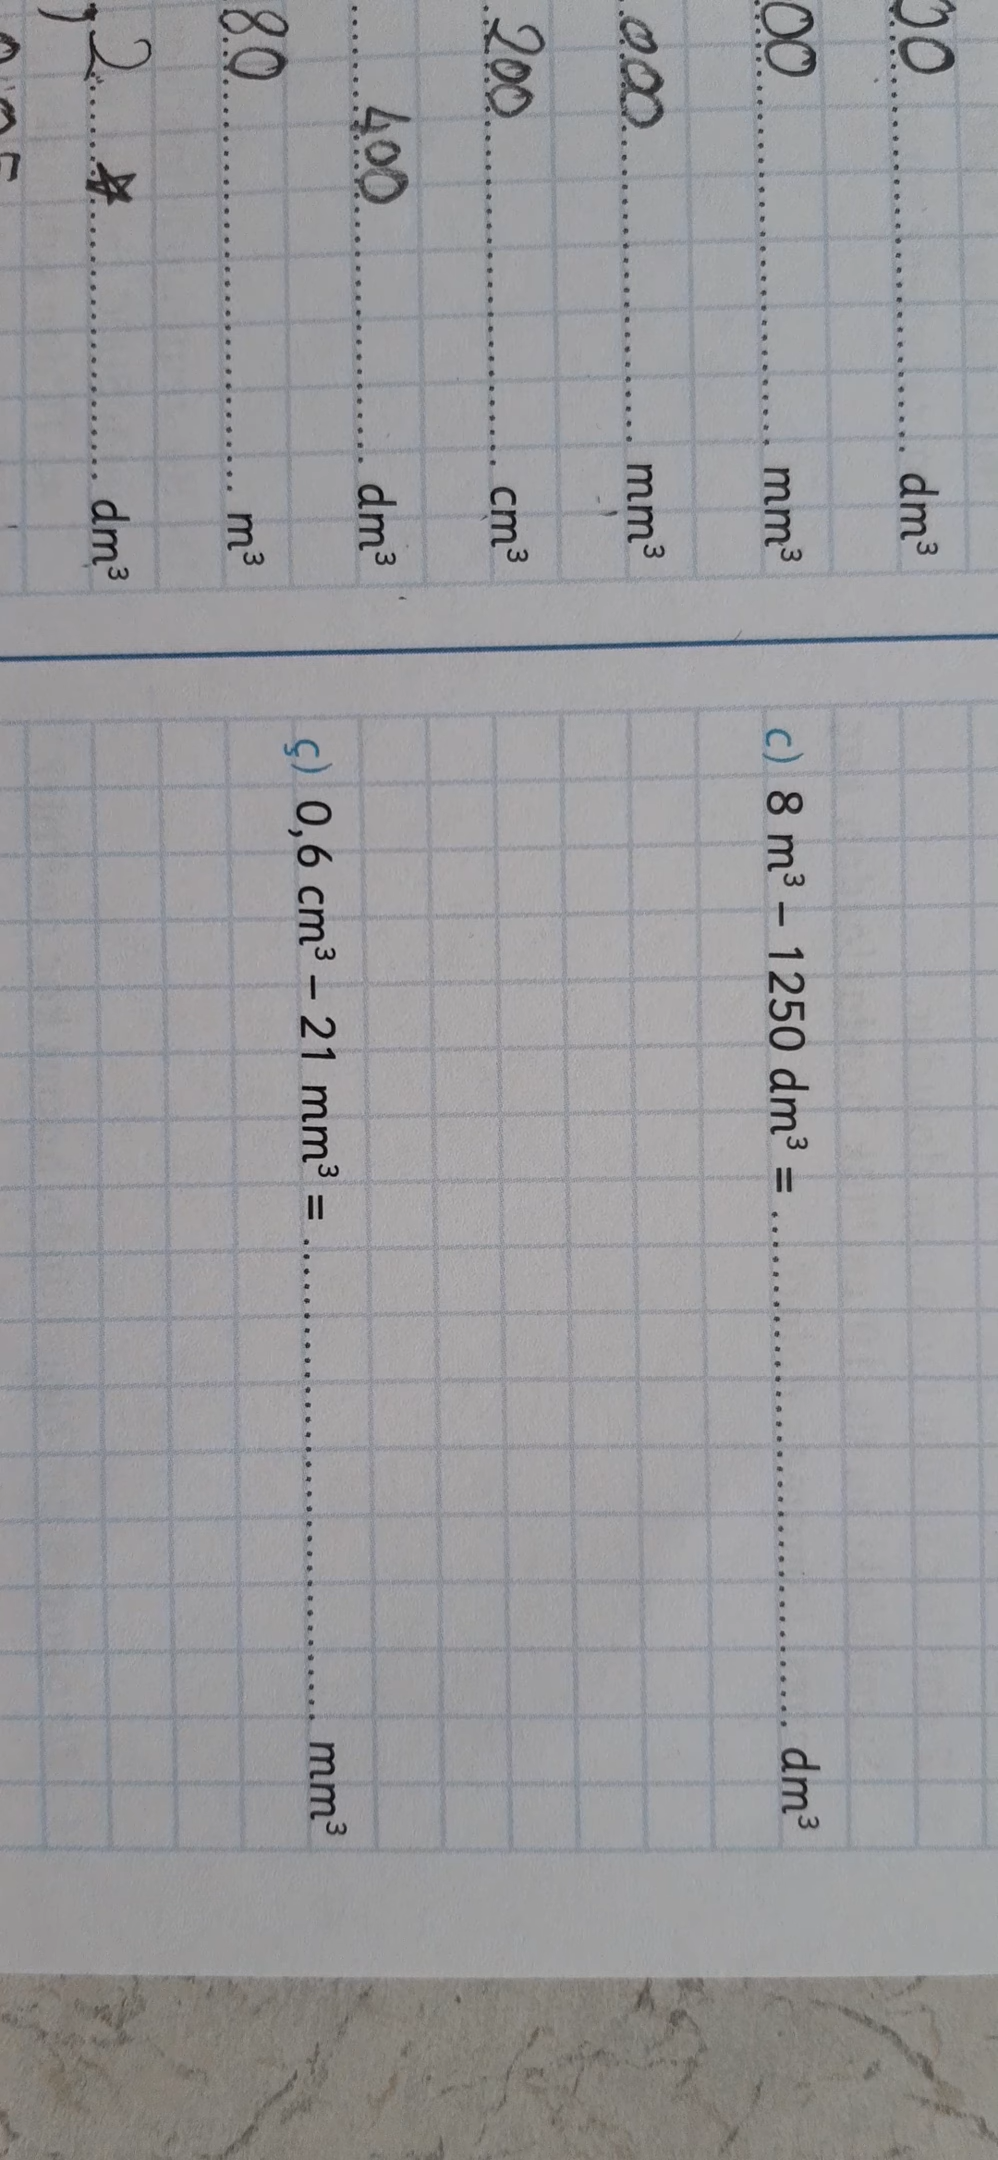 00 dm³
00 mm³
000 mm³
200 cm³
400 dm³
80 m³
2 dm³
c) 8 m³ – 1250 dm³ = dm³
ç) 0,6 cm³ – 21 mm³ = mm³